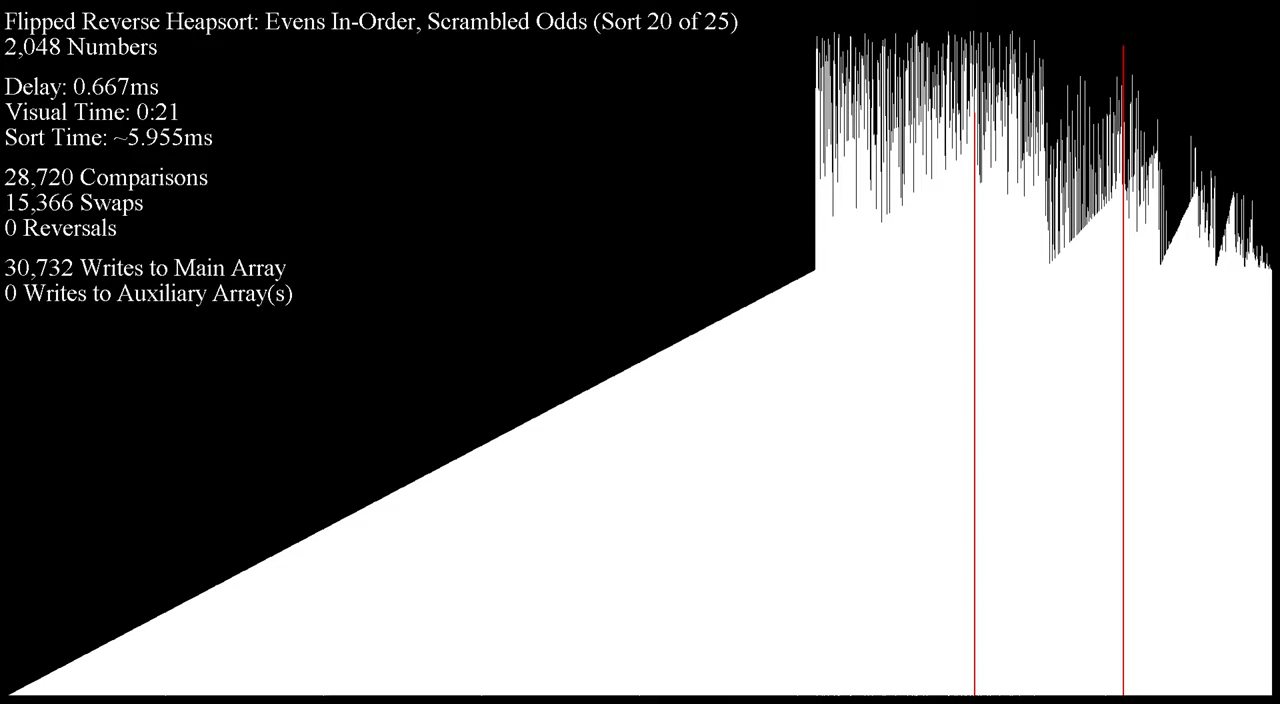 Flipped Reverse Heapsort: Evens In-Order, Scrambled Odds (Sort 20 of 25)
2,048 Numbers
Delay: 0.667ms
Visual Time: 0:21
Sort Time: ~5.955ms
28,720 Comparisons
15,366 Swaps
0 Reversals
30,732 Writes to Main Array
0 Writes to Auxiliary Array(s)